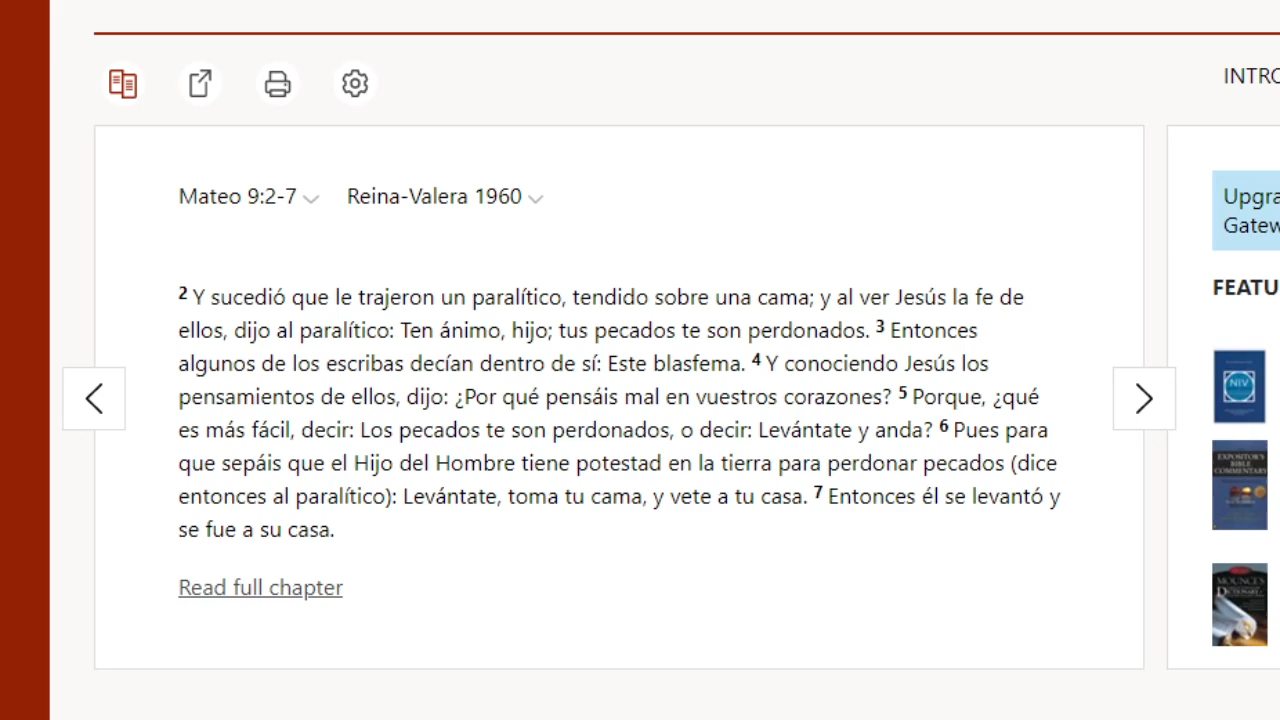 INTRO
Mateo 9:2-7 Reina-Valera 1960
Upgra
Gatew
2 Y sucedió que le trajeron un paralítico, tendido sobre una cama; y al ver Jesús la fe de
ellos, dijo al paralítico: Ten ánimo, hijo; tus pecados te son perdonados. 3 Entonces
algunos de los escribas decían dentro de sí: Este blasfema. 4 Y conociendo Jesús los
pensamientos de ellos, dijo: ¿Por qué pensáis mal en vuestros corazones? 5 Porque, ¿qué
es más fácil, decir: Los pecados te son perdonados, o decir: Levántate y anda? 6 Pues para
que sepáis que el Hijo del Hombre tiene potestad en la tierra para perdonar pecados (dice
entonces al paralítico): Levántate, toma tu cama, y vete a tu casa. 7 Entonces él se levantó y
se fue a su casa.
Read full chapter
FEATU
NIV
EXPOSITOR'S
BIBLE
COMMENTARY
MOUNCE'S
DICTIONARY